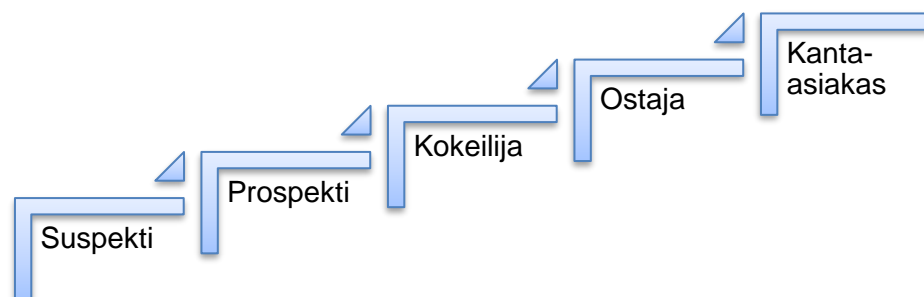 Suspekti
Prospekti
Kokeilija
Ostaja
Kanta-
asiakas